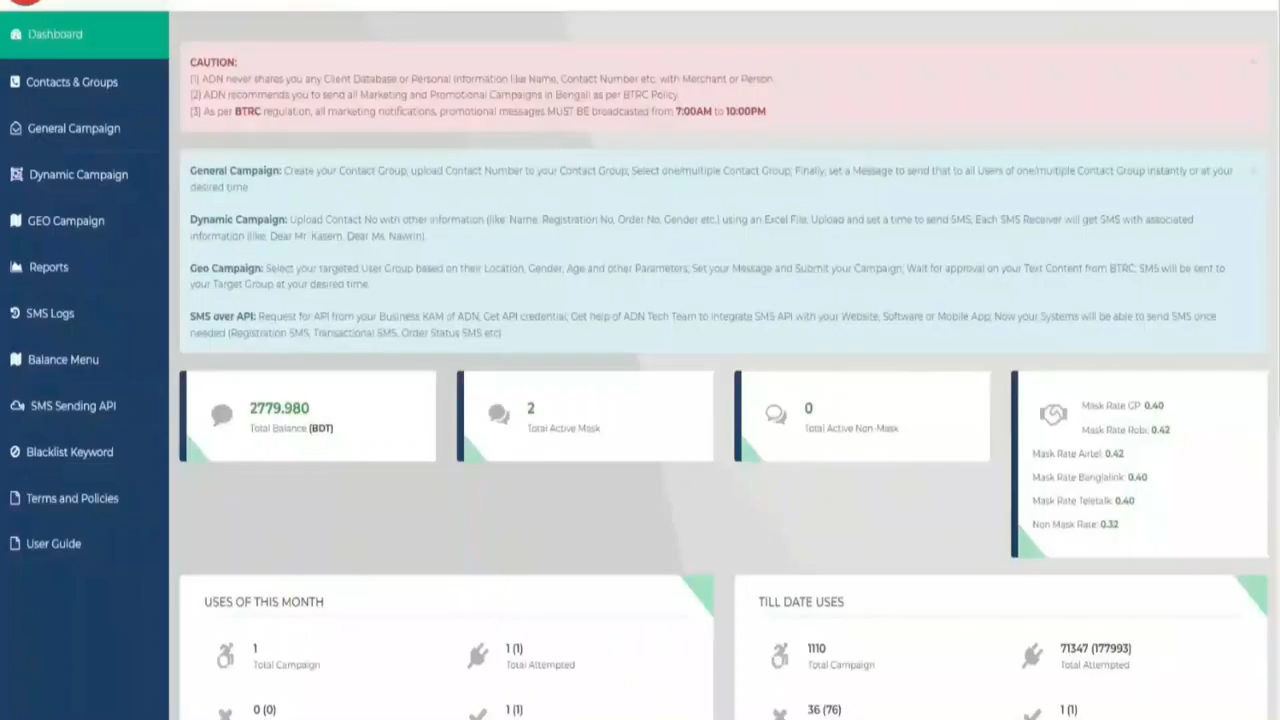 Dashboard
Contacts & Groups
General Campaign
Dynamic Campaign
GEO Campaign
Reports
SMS Logs
Balance Menu
SMS Sending API
Blacklist Keyword
Terms and Policies
User Guide
CAUTION:
(1) ADN never shares you any Client Database or Personal Information like Name, Contact Number etc. with Merchant or Person.
(2) ADN recommends you to send all Marketing and Promotional Campaigns in Bengali as per BTRC Policy.
(3) As per BTRC regulation, all marketing notifications, promotional messages MUST BE broadcasted from 7:00AM to 10:00PM
General Campaign: Create your Contact Group; upload Contact Number to your Contact Group; Select one/multiple Contact Group; Finally, set a Message to send that to all Users of one/multiple Contact Group instantly or at your
desired time.
Dynamic Campaign: Upload Contact No with other information (like: Name, Registration No, Order No, Gender etc.) using an Excel File; Upload and set a time to send SMS; Each SMS Receiver will get SMS with associated
information (like: Dear Mr. Kasem, Dear Ms. Nawrin).
Geo Campaign: Select your targeted User Group based on their Location, Gender, Age and other Parameters; Set your Message and Submit your Campaign; Wait for approval on your Text Content from BTRC; SMS will be sent to
your Target Group at your desired time.
SMS over API: Request for API from your Business KAM of ADN; Get API credential; Get help of ADN Tech Team to integrate SMS API with your Website, Software or Mobile App; Now your Systems will be able to send SMS once
needed (Registration SMS, Transactional SMS, Order Status SMS etc)
2779.980
Total Balance (BDT)
2
Total Active Mask
0
Total Active Non-Mask
Mask Rate GP: 0.40
Mask Rate Robi: 0.42
Mask Rate Airtel: 0.42
Mask Rate Banglalink: 0.40
Mask Rate Teletalk: 0.40
Non Mask Rate: 0.32
USES OF THIS MONTH
1
Total Campaign
1 (1)
Total Attempted
0 (0)
1 (1)
TILL DATE USES
1110
Total Campaign
71347 (177993)
Total Attempted
36 (76)
1 (1)